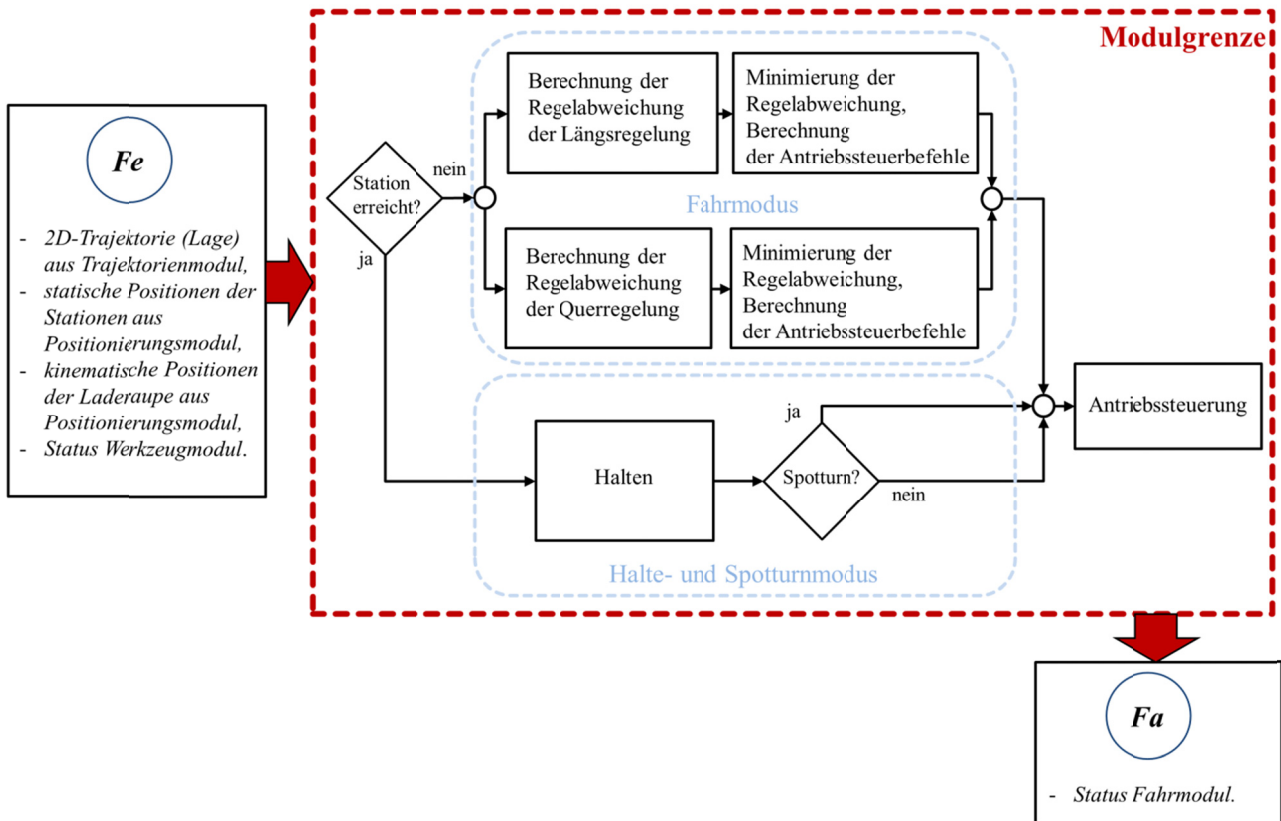 Modulgrenze
Fe
- 2D-Trajektorie (Lage)
aus Trajektorienmodul,
- statische Positionen der
Stationen aus
Positionierungsmodul,
- kinematische Positionen
der Laderaupe aus
Positionierungsmodul,
- Status Werkzeugmodul.
Station
erreicht?
nein
ja
Berechnung der
Regelabweichung
der Längsregelung
Minimierung der
Regelabweichung,
Berechnung
der Antriebssteuerbefehle
Fahrmodus
Berechnung der
Regelabweichung
der Querregelung
Minimierung der
Regelabweichung,
Berechnung
der Antriebssteuerbefehle
Halten
Spotturn?
ja
nein
Halte- und Spotturnmodus
Antriebssteuerung
Fa
- Status Fahrmodul.